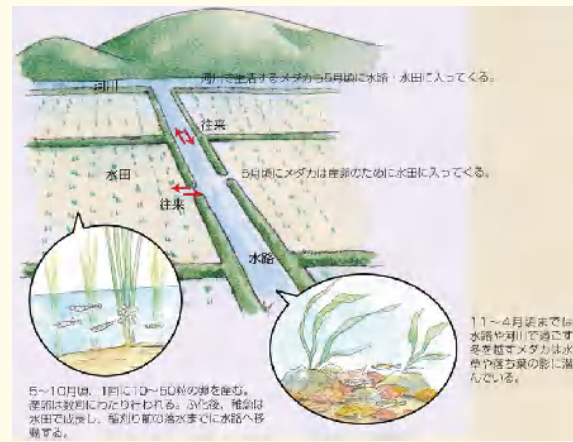 河川
河川で生活するメダカも5月頃に水路・水田に入ってくる。
往来
水田
5月頃にメダカは産卵のために水田に入ってくる。
往来
水路
11～4月頃までは
水路や河川で過ごす
冬を越すメダカは水
草や落ち葉の影に潜
んでいる。
5～10月頃、1回に10～50粒の卵を産む。
産卵は数回にわたり行われる。ふ化後、稚魚は
水田で成長し、稲刈り前の落水までに水路へ移
動する。